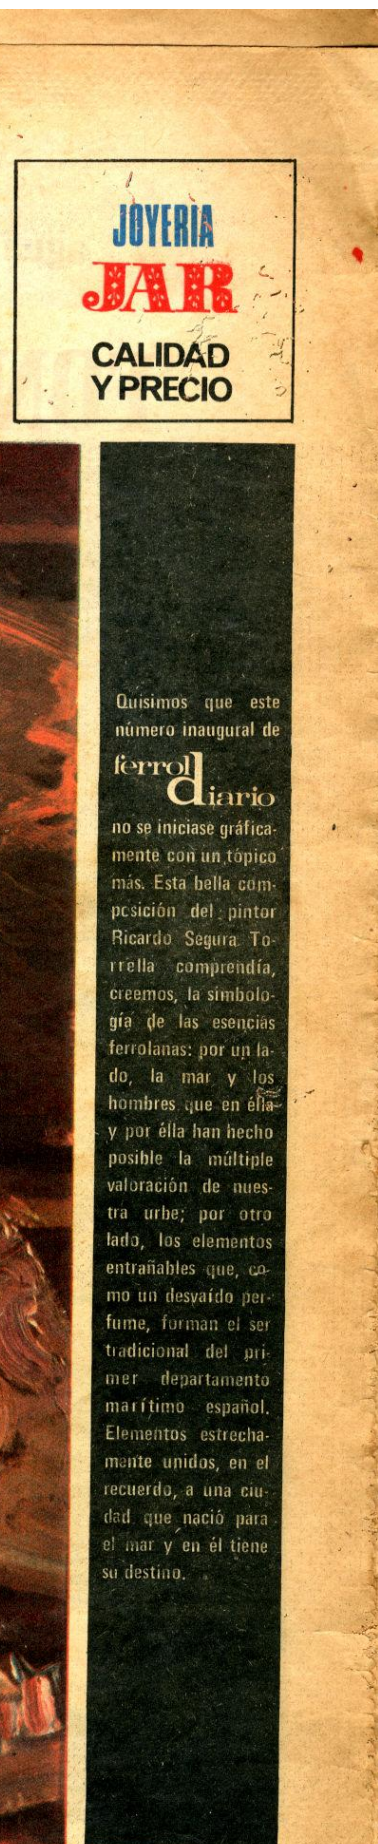 JOYERIA
JAR
CALIDAD
Y PRECIO
Quisimos que este
número inaugural de
ferrol diario
no se iniciase gráfica-
mente con un tópico
más. Esta bella com-
posición del pintor
Ricardo Segura To-
rrella comprendía,
creemos, la simbolo-
gía de las esencias
ferrolanas: por un la-
do, la mar y los
hombres que en élla
y por élla han hecho
posible la múltiple
valoración de nues-
tra urbe; por otro
lado, los elementos
entrañables que, co-
mo un desvaído per-
fume, forman el ser
tradicional del pri-
mer departamento
marítimo español.
Elementos estrecha-
mente unidos, en el
recuerdo, a una ciu-
dad que nació para
el mar y en él tiene
su destino.